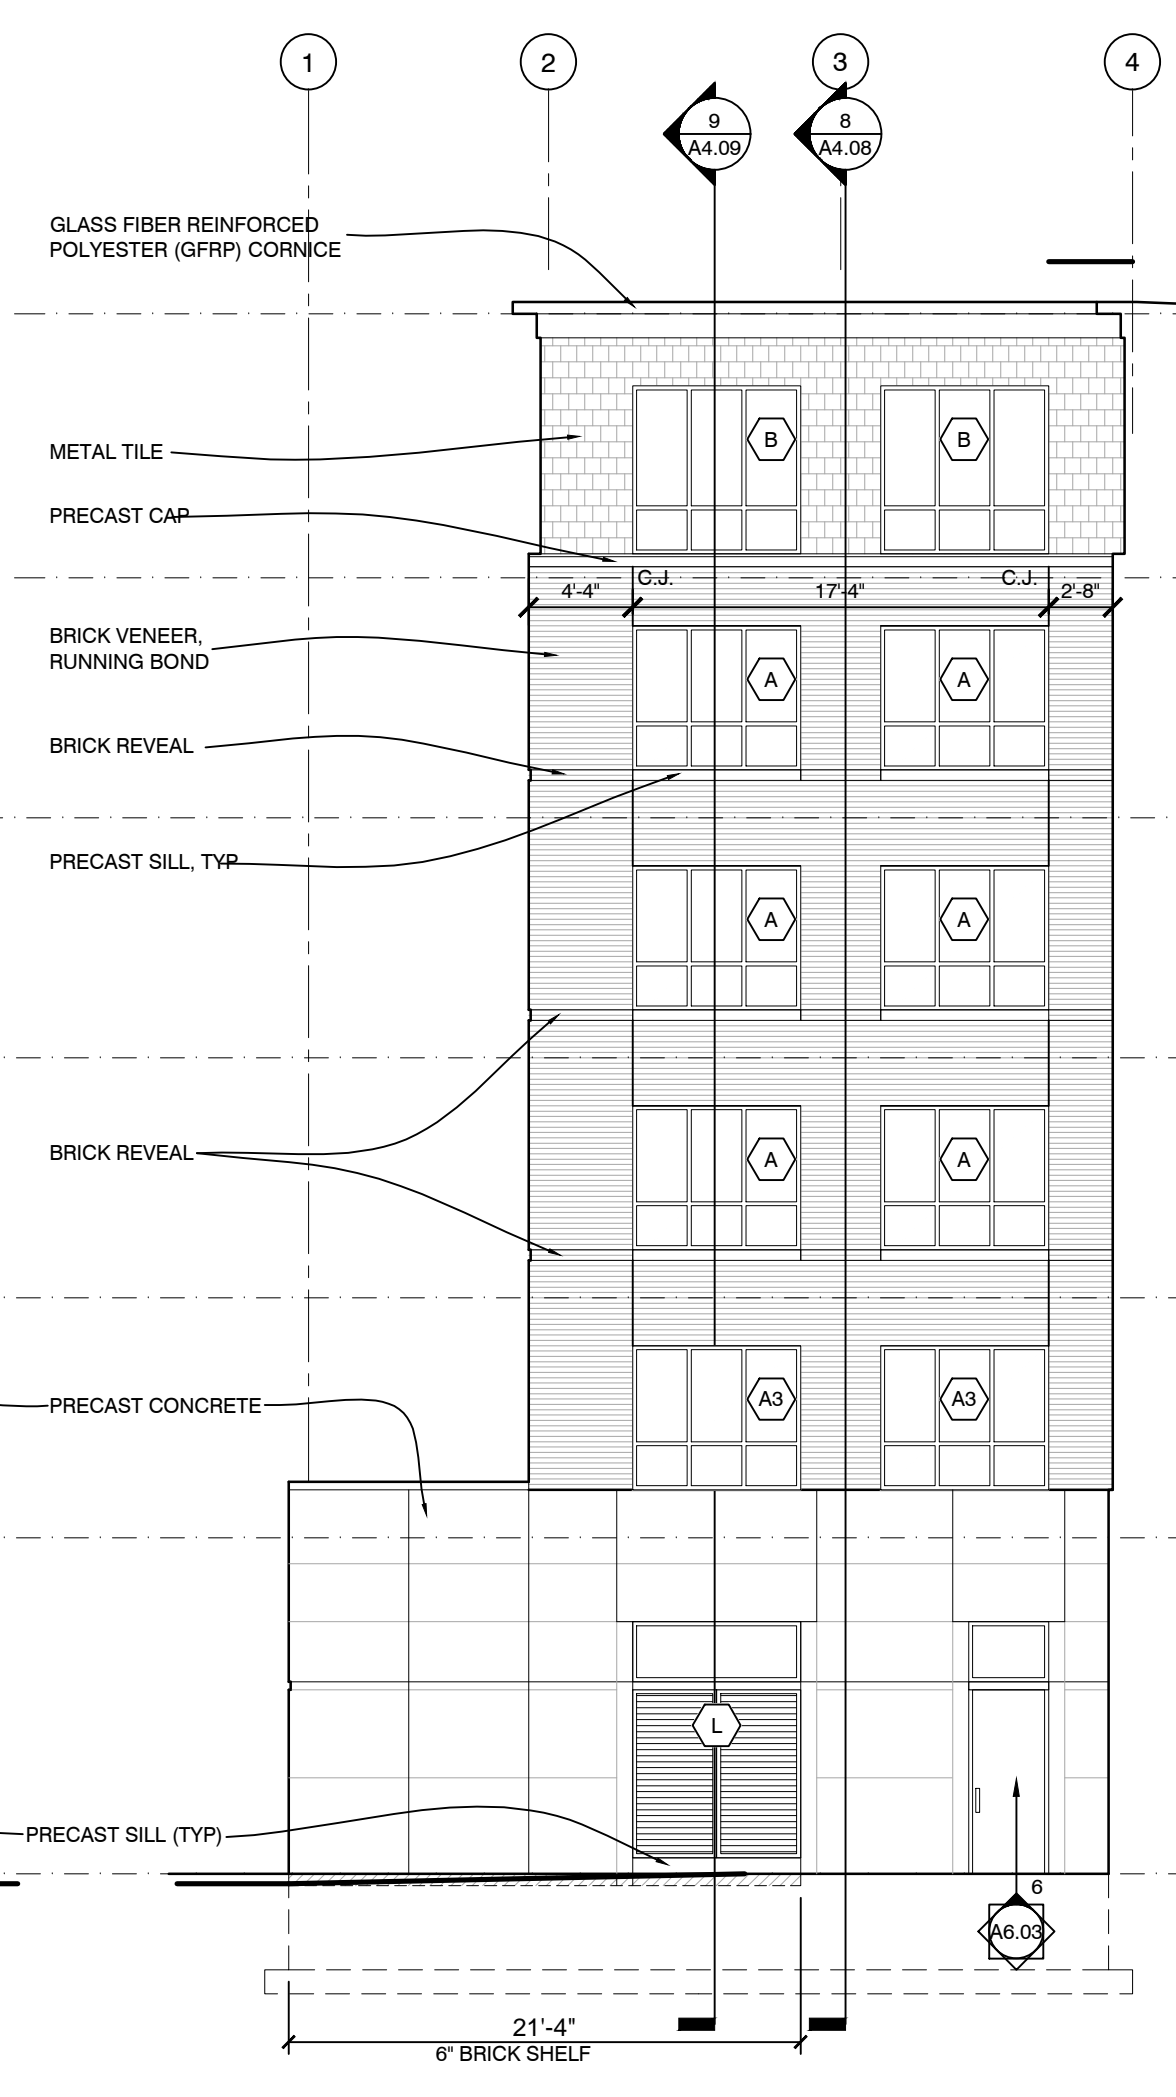 1
2
3
4
9
A4.09
8
A4.08
GLASS FIBER REINFORCED
POLYESTER (GFRP) CORNICE
METAL TILE
B
B
PRECAST CAP
C.J.
C.J.
4'-4"
17'-4"
2'-8"
BRICK VENEER,
RUNNING BOND
A
A
BRICK REVEAL
PRECAST SILL, TYP
A
A
BRICK REVEAL
A
A
PRECAST CONCRETE
A3
A3
L
PRECAST SILL (TYP)
6
A6.03
21'-4"
6" BRICK SHELF